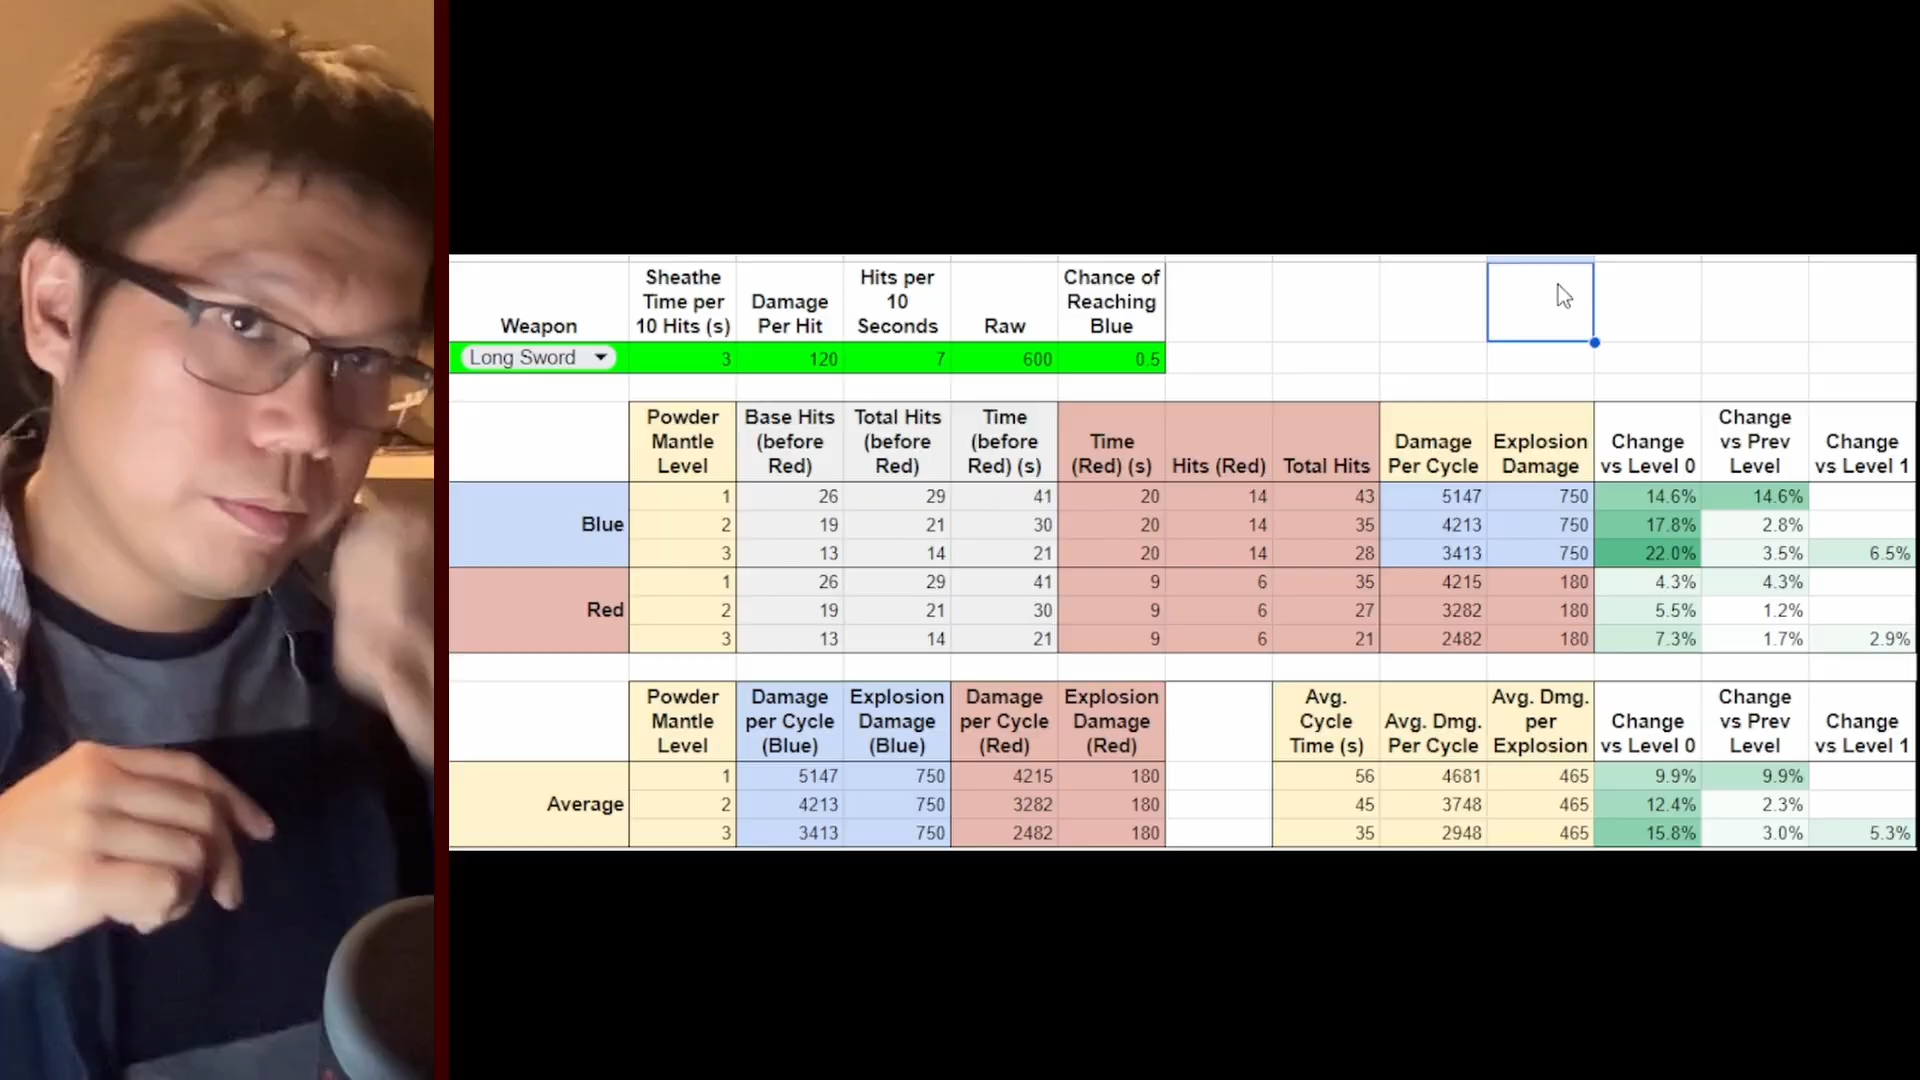 Weapon Sheathe Time per 10 Hits (s) Damage Per Hit Hits per 10 Seconds Raw Chance of Reaching Blue
Long Sword 3 120 7 600 0.5
Powder Mantle Level Base Hits (before Red) Total Hits (before Red) Time (before Red) (s) Time (Red) (s) Hits (Red) Total Hits Damage Per Cycle Explosion Damage Change vs Level 0 Change vs Prev Level Change vs Level 1
1 26 29 41 20 14 43 5147 750 14.6% 14.6%
Blue 2 19 21 30 20 14 35 4213 750 17.8% 2.8%
3 13 14 21 20 14 28 3413 750 22.0% 3.5% 6.5%
1 26 29 41 9 6 35 4215 180 4.3% 4.3%
Red 2 19 21 30 9 6 27 3282 180 5.5% 1.2%
3 13 14 21 9 6 21 2482 180 7.3% 1.7% 2.9%
Powder Mantle Level Damage per Cycle (Blue) Explosion Damage (Blue) Damage per Cycle (Red) Explosion Damage (Red) Avg. Cycle Time (s) Avg. Dmg. Per Cycle Avg. Dmg. per Explosion Change vs Level 0 Change vs Prev Level Change vs Level 1
1 5147 750 4215 180 56 4681 465 9.9% 9.9%
Average 2 4213 750 3282 180 45 3748 465 12.4% 2.3%
3 3413 750 2482 180 35 2948 465 15.8% 3.0% 5.3%